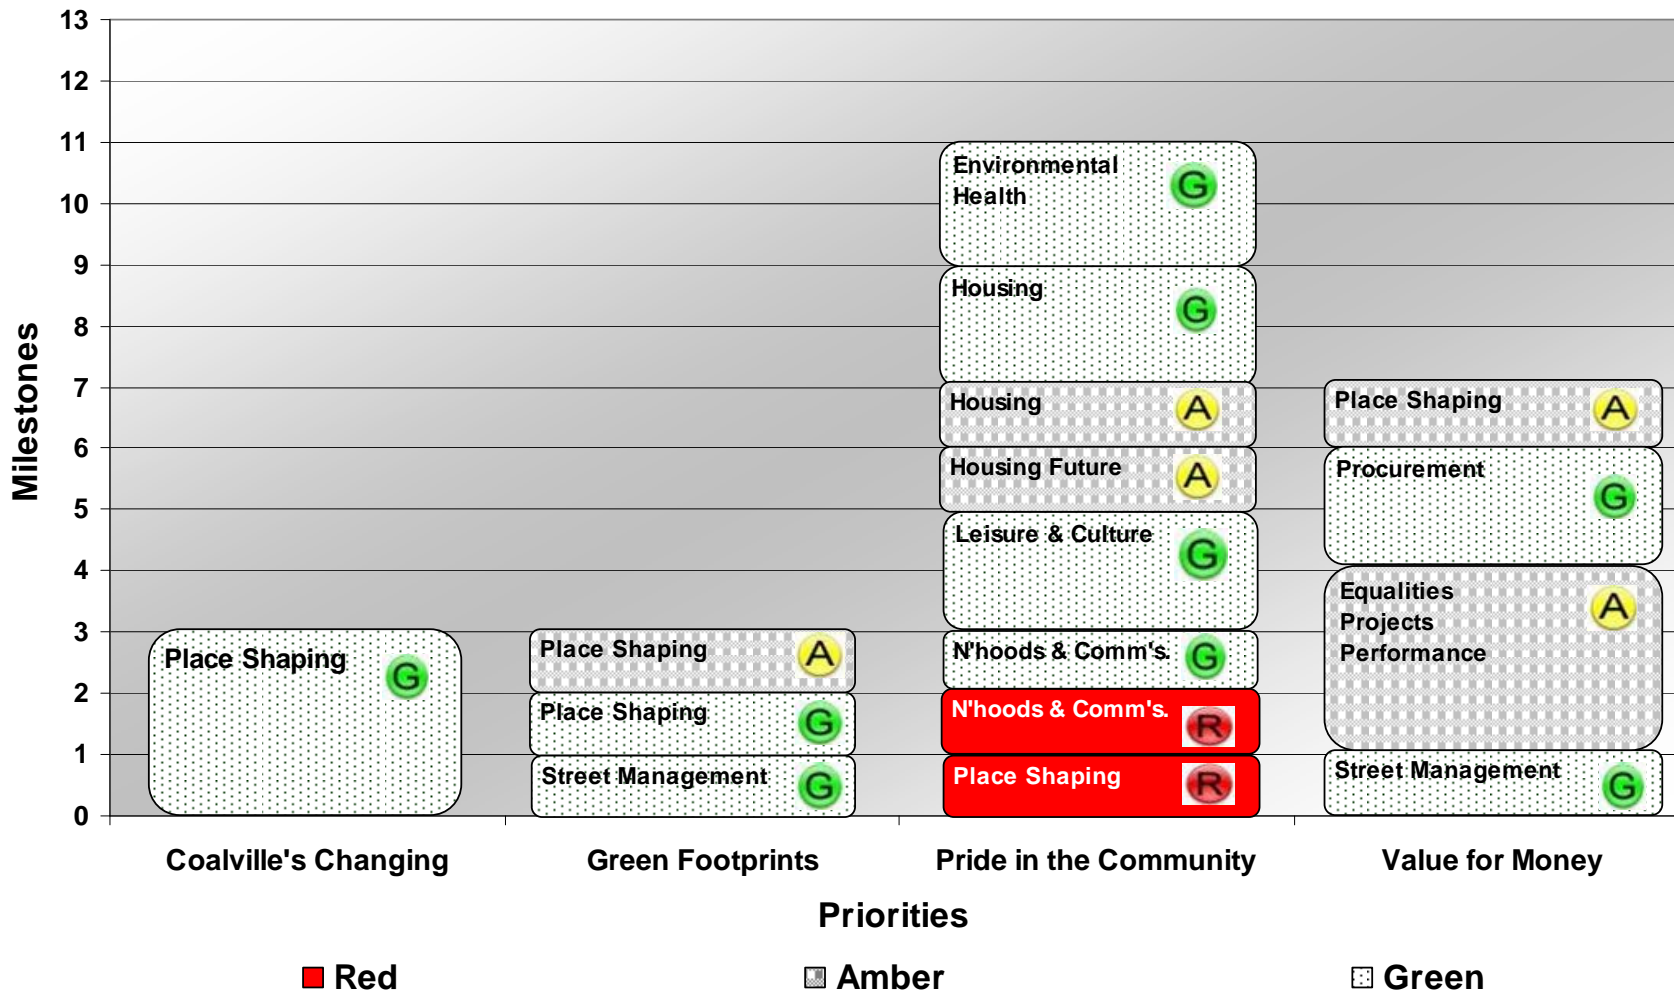 13
12
11
10
9
8
7
6
5
4
3
2
1
0
Milestones
Place Shaping
G
Place Shaping
A
Place Shaping
G
Street Management
G
Environmental
Health
G
Housing
G
Housing
A
Housing Future
A
Leisure & Culture
G
N'hoods & Comm's.
G
N'hoods & Comm's.
R
Place Shaping
R
Place Shaping
A
Procurement
G
Equalities
Projects
Performance
A
Street Management
G
Coalville's Changing
Green Footprints
Pride in the Community
Value for Money
Priorities
Red
Amber
Green